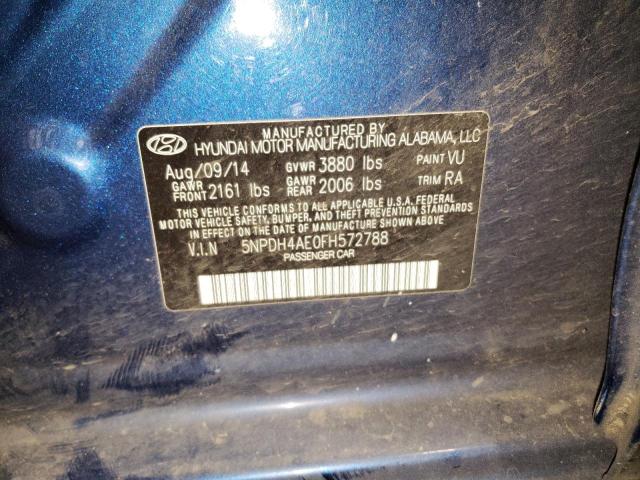 MANUFACTURED BY
HYUNDAI MOTOR MANUFACTURING ALABAMA, LLC
Aug/09/14 GVWR 3880 lbs PAINT VU
GAWR FRONT 2161 lbs GAWR REAR 2006 lbs TRIM RA
THIS VEHICLE CONFORMS TO ALL APPLICABLE U.S.A. FEDERAL
MOTOR VEHICLE SAFETY, BUMPER, AND THEFT PREVENTION STANDARDS
IN EFFECT ON THE DATE OF MANUFACTURE SHOWN ABOVE
V.I.N 5NPDH4AE0FH572788
PASSENGER CAR